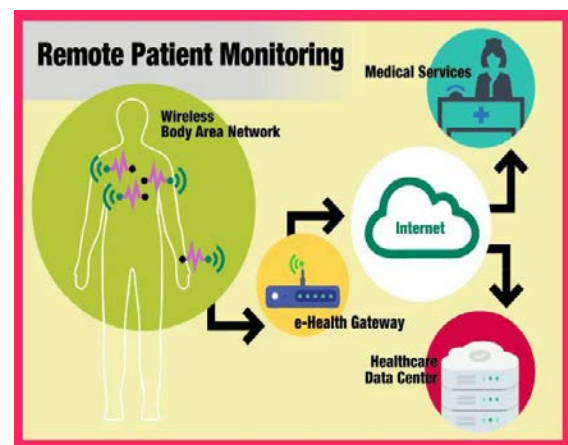 Remote Patient Monitoring
Medical Services
Wireless
Body Area Network
Internet
e-Health Gateway
Healthcare
Data Center